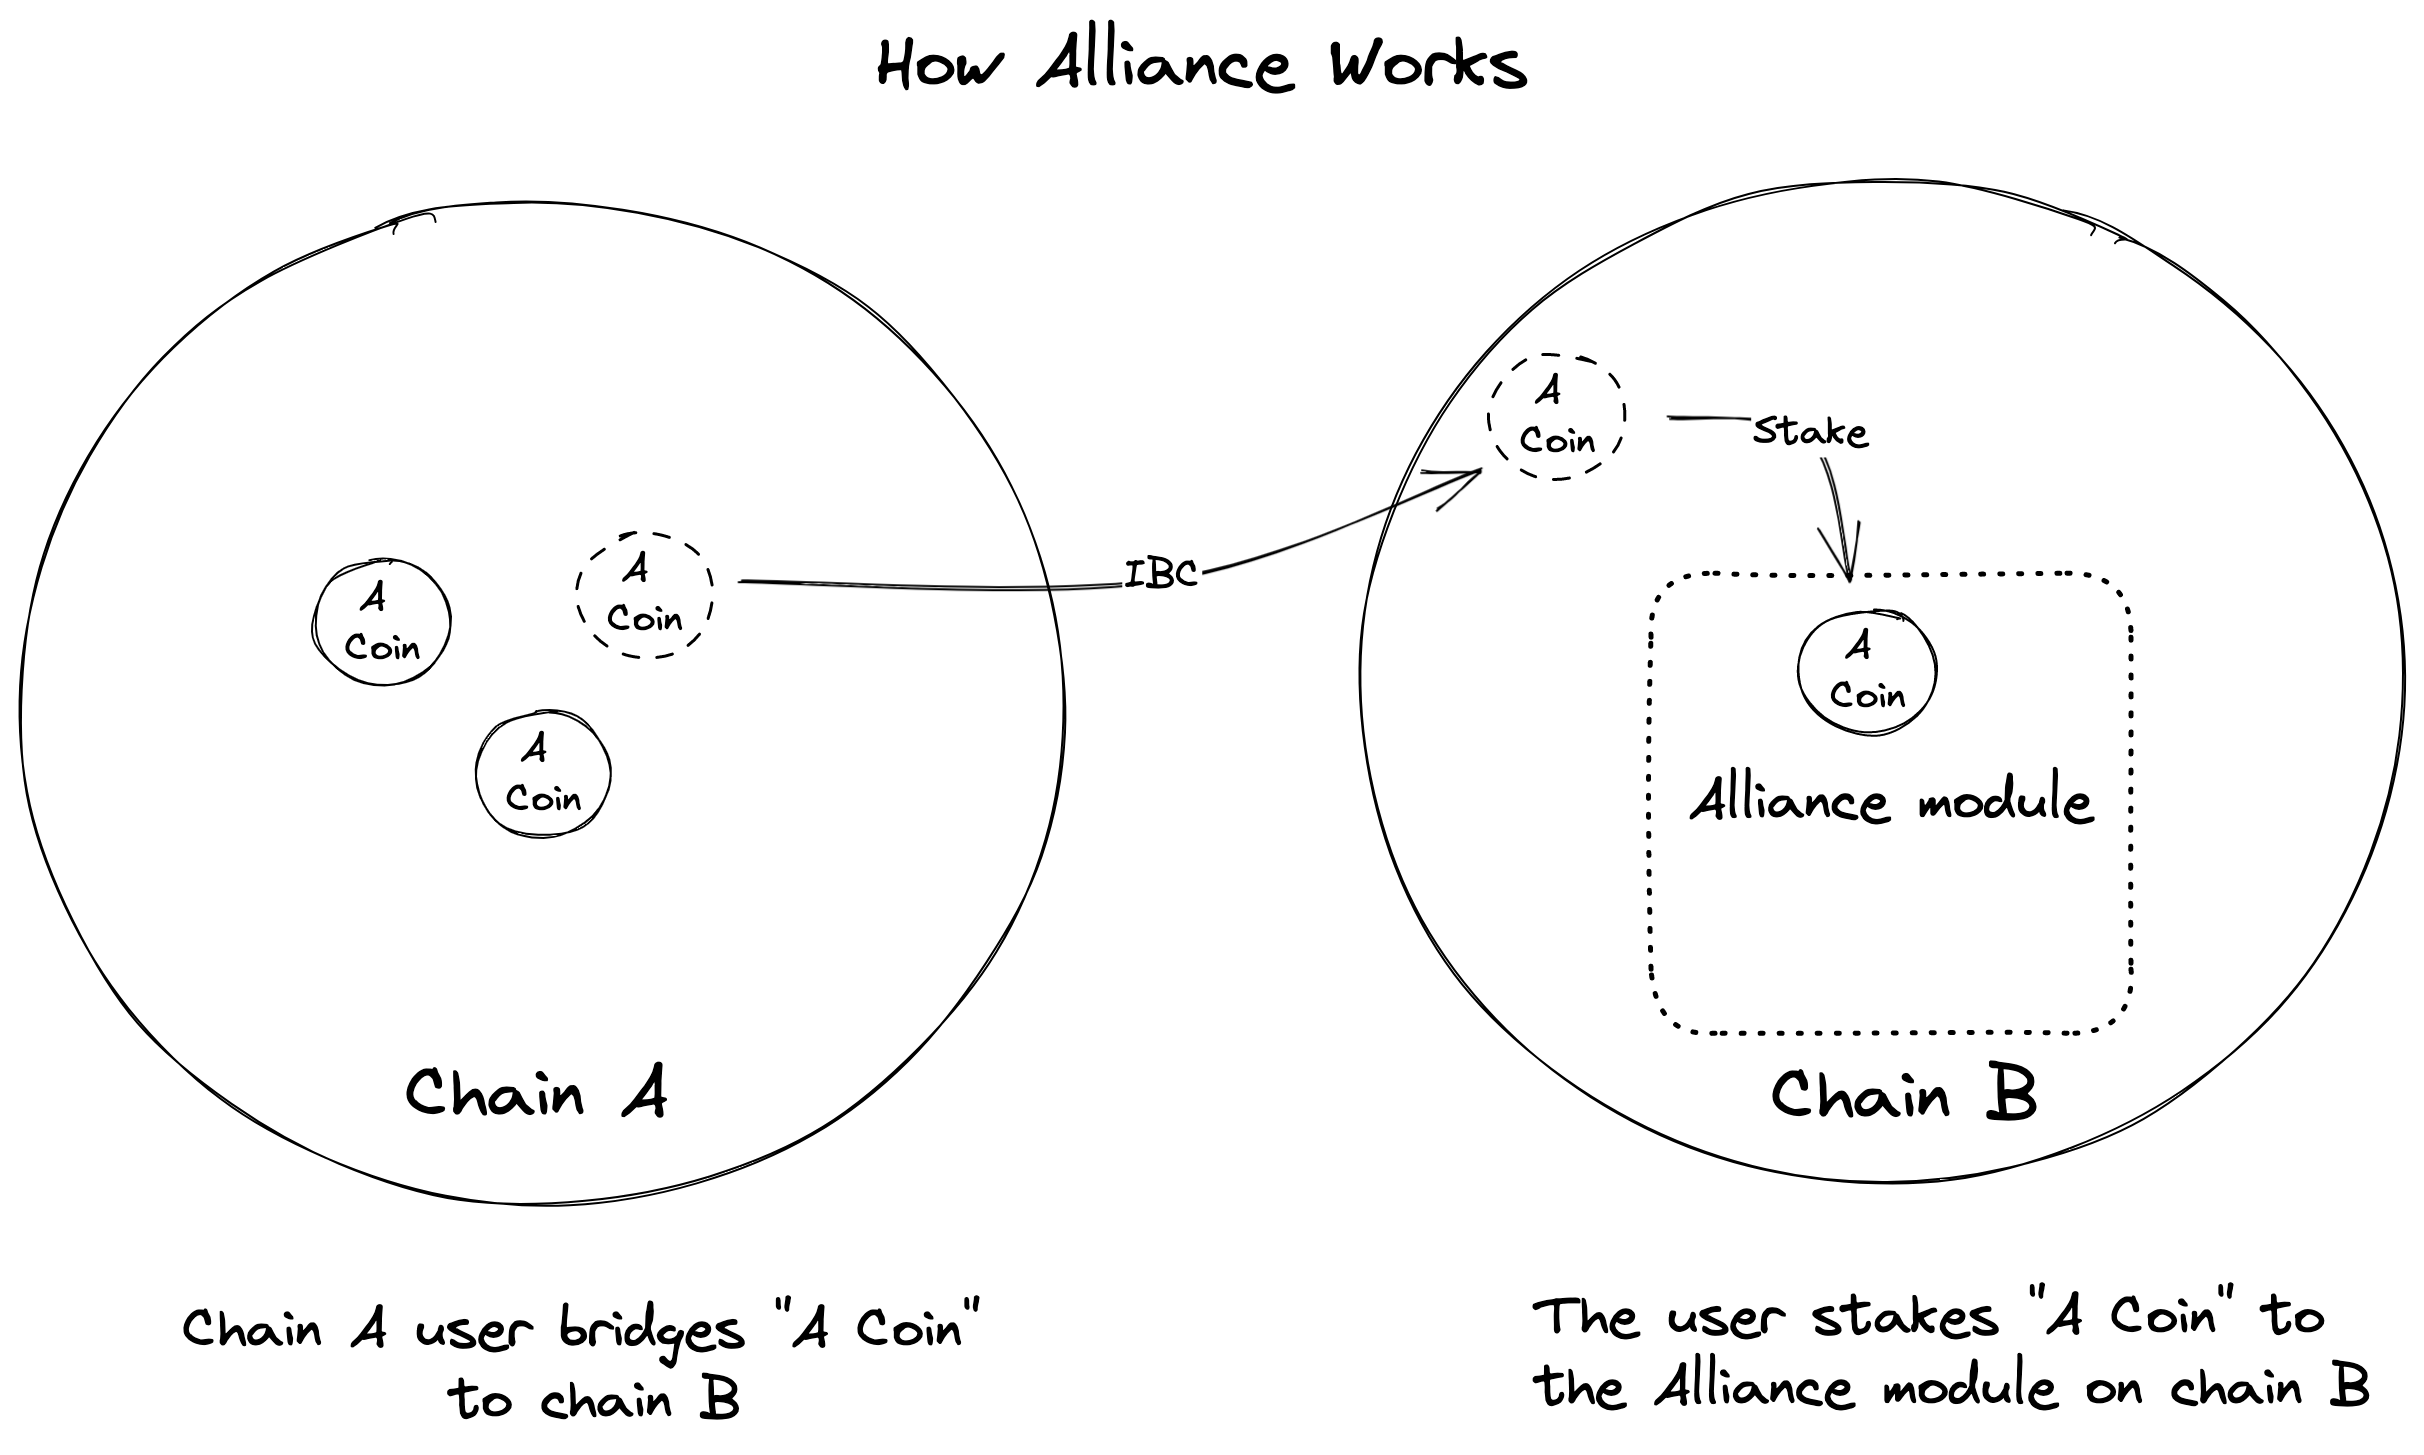 How Alliance Works
A
Coin
A
Coin
A
Coin
IBC
A
Coin
Stake
A
Coin
Alliance module
Chain A
Chain B
Chain A user bridges "A Coin"
to chain B
The user stakes "A Coin" to
the Alliance module on chain B